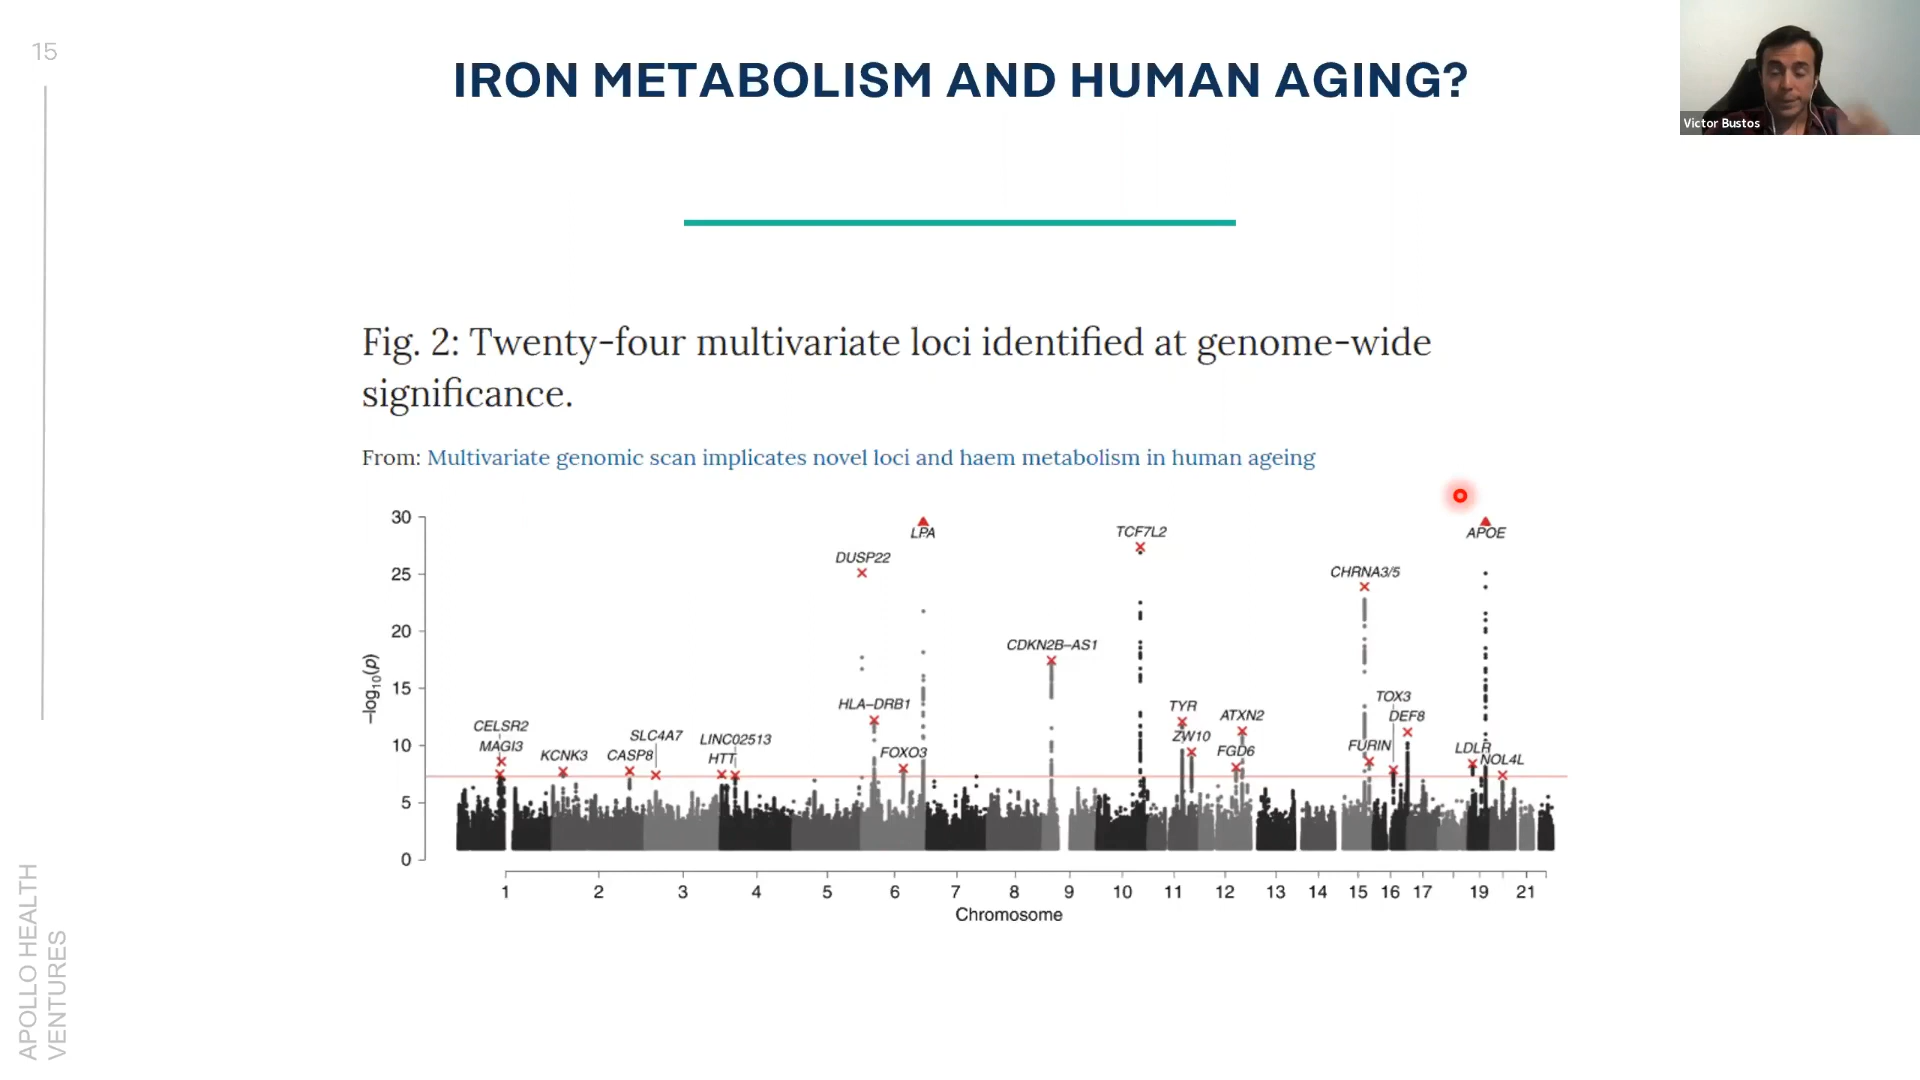 15
IRON METABOLISM AND HUMAN AGING?
Victor Bustos
Fig. 2: Twenty-four multivariate loci identified at genome-wide
significance.
From: Multivariate genomic scan implicates novel loci and haem metabolism in human ageing
30
25
20
15
10
5
0
–log10(p)
CELSR2
MAGI3
KCNK3
CASP8
SLC4A7
LINC02513
HTT
DUSP22
HLA–DRB1
FOXO3
LPA
CDKN2B–AS1
TCF7L2
TYR
ZW10
ATXN2
FGD6
CHRNA3/5
FURIN
TOX3
DEF8
LDLR
APOE
NOL4L
1 2 3 4 5 6 7 8 9 10 11 12 13 14 15 16 17 19 21
Chromosome
APOLLO HEALTH
VENTURES